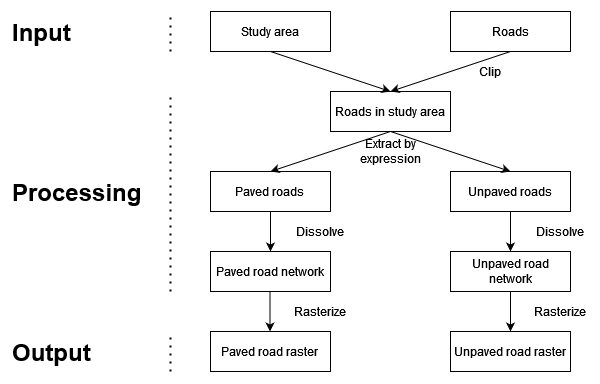 Input
Study area
Roads
Clip
Roads in study area
Extract by
expression
Processing
Paved roads
Unpaved roads
Dissolve
Dissolve
Paved road network
Unpaved road
network
Rasterize
Rasterize
Output
Paved road raster
Unpaved road raster